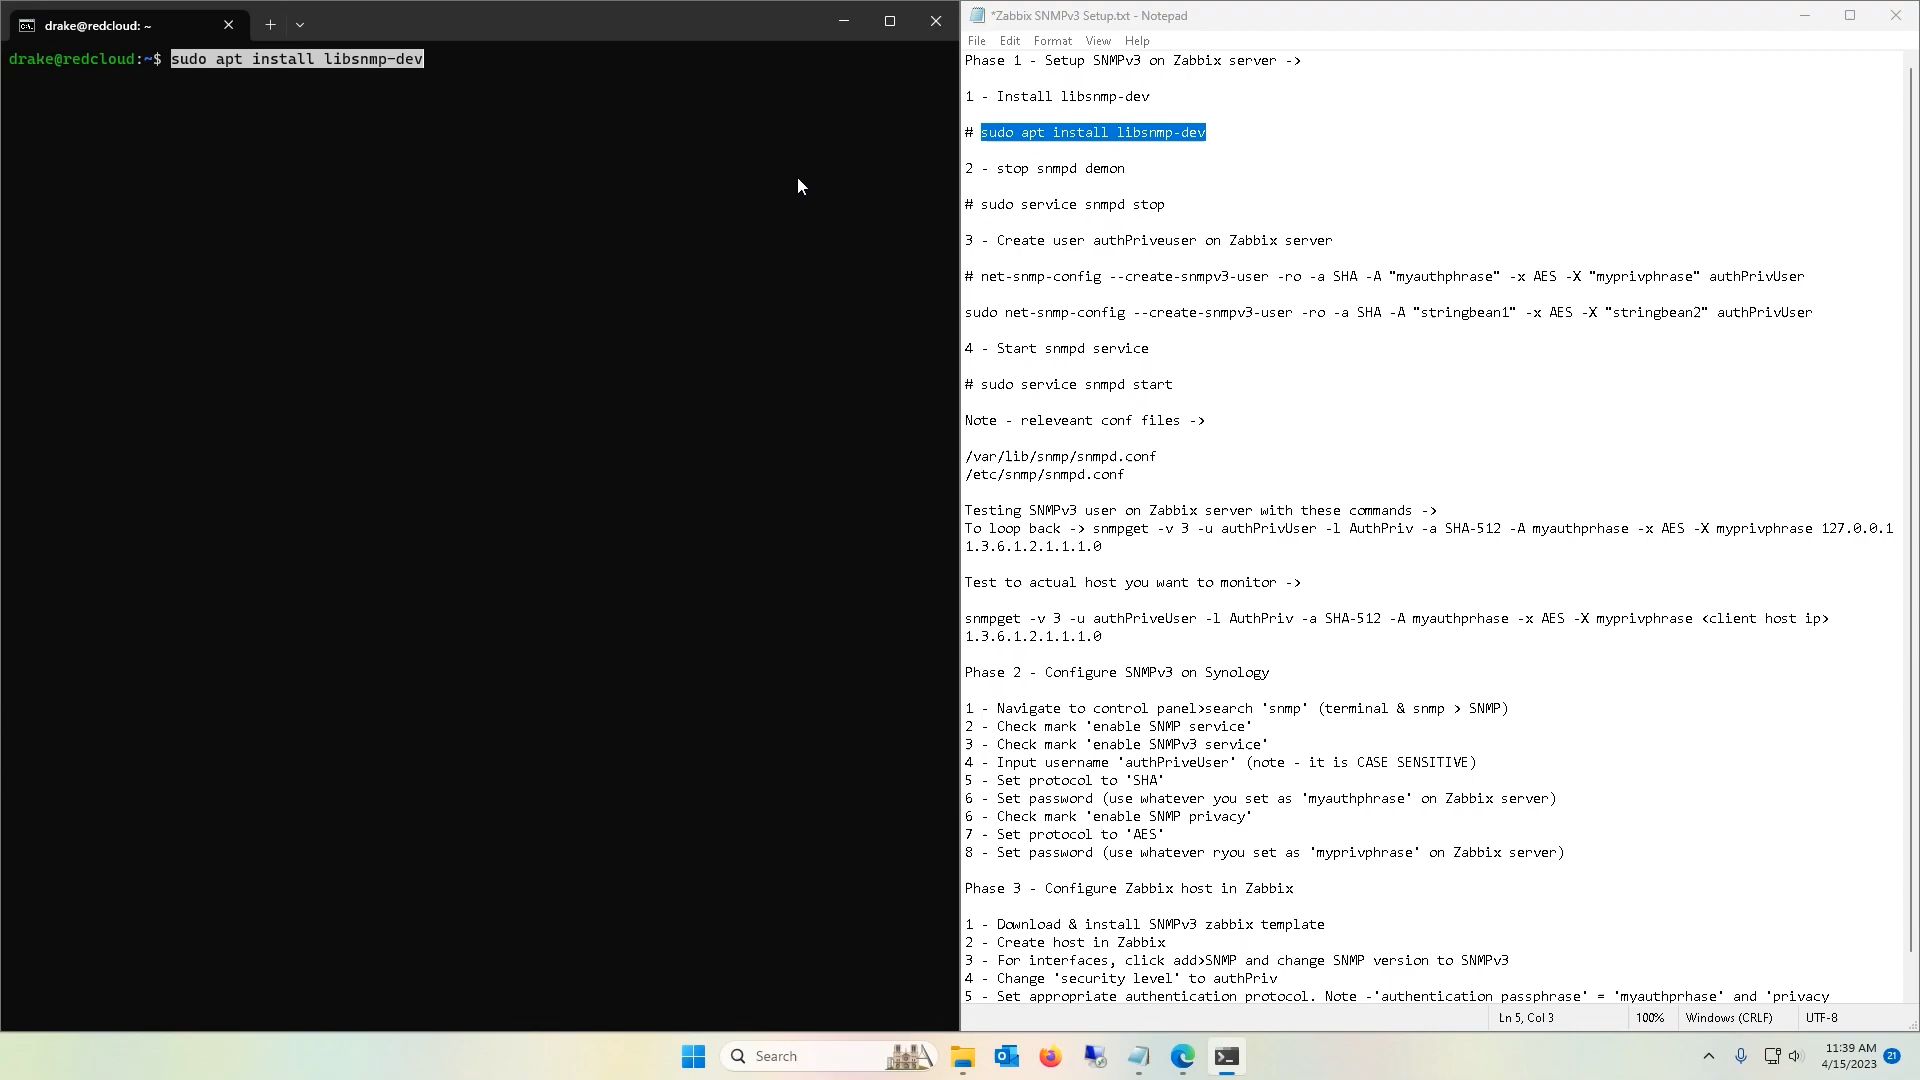 drake@redcloud: ~
drake@redcloud:~$ sudo apt install libsnmp-dev
*Zabbix SNMPv3 Setup.txt - Notepad
File Edit Format View Help
Phase 1 - Setup SNMPv3 on Zabbix server ->
1 - Install libsnmp-dev
# sudo apt install libsnmp-dev
2 - stop snmpd demon
# sudo service snmpd stop
3 - Create user authPriveuser on Zabbix server
# net-snmp-config --create-snmpv3-user -ro -a SHA -A "myauthphrase" -x AES -X "myprivphrase" authPrivUser
sudo net-snmp-config --create-snmpv3-user -ro -a SHA -A "stringbean1" -x AES -X "stringbean2" authPrivUser
4 - Start snmpd service
# sudo service snmpd start
Note - releveant conf files ->
/var/lib/snmp/snmpd.conf
/etc/snmp/snmpd.conf
Testing SNMPv3 user on Zabbix server with these commands ->
To loop back -> snmpget -v 3 -u authPrivUser -l AuthPriv -a SHA-512 -A myauthprhase -x AES -X myprivphrase 127.0.0.1
1.3.6.1.2.1.1.1.0
Test to actual host you want to monitor ->
snmpget -v 3 -u authPriveUser -l AuthPriv -a SHA-512 -A myauthprhase -x AES -X myprivphrase <client host ip>
1.3.6.1.2.1.1.1.0
Phase 2 - Configure SNMPv3 on Synology
1 - Navigate to control panel>search 'snmp' (terminal & snmp > SNMP)
2 - Check mark 'enable SNMP service'
3 - Check mark 'enable SNMPv3 service'
4 - Input username 'authPriveUser' (note - it is CASE SENSITIVE)
5 - Set protocol to 'SHA'
6 - Set password (use whatever you set as 'myauthphrase' on Zabbix server)
6 - Check mark 'enable SNMP privacy'
7 - Set protocol to 'AES'
8 - Set password (use whatever ryou set as 'myprivphrase' on Zabbix server)
Phase 3 - Configure Zabbix host in Zabbix
1 - Download & install SNMPv3 zabbix template
2 - Create host in Zabbix
3 - For interfaces, click add>SNMP and change SNMP version to SNMPv3
4 - Change 'security level' to authPriv
5 - Set appropriate authentication protocol. Note -'authentication passphrase' = 'myauthprhase' and 'privacy
Ln 5, Col 3 100% Windows (CRLF) UTF-8
Search
11:39 AM
4/15/2023
21